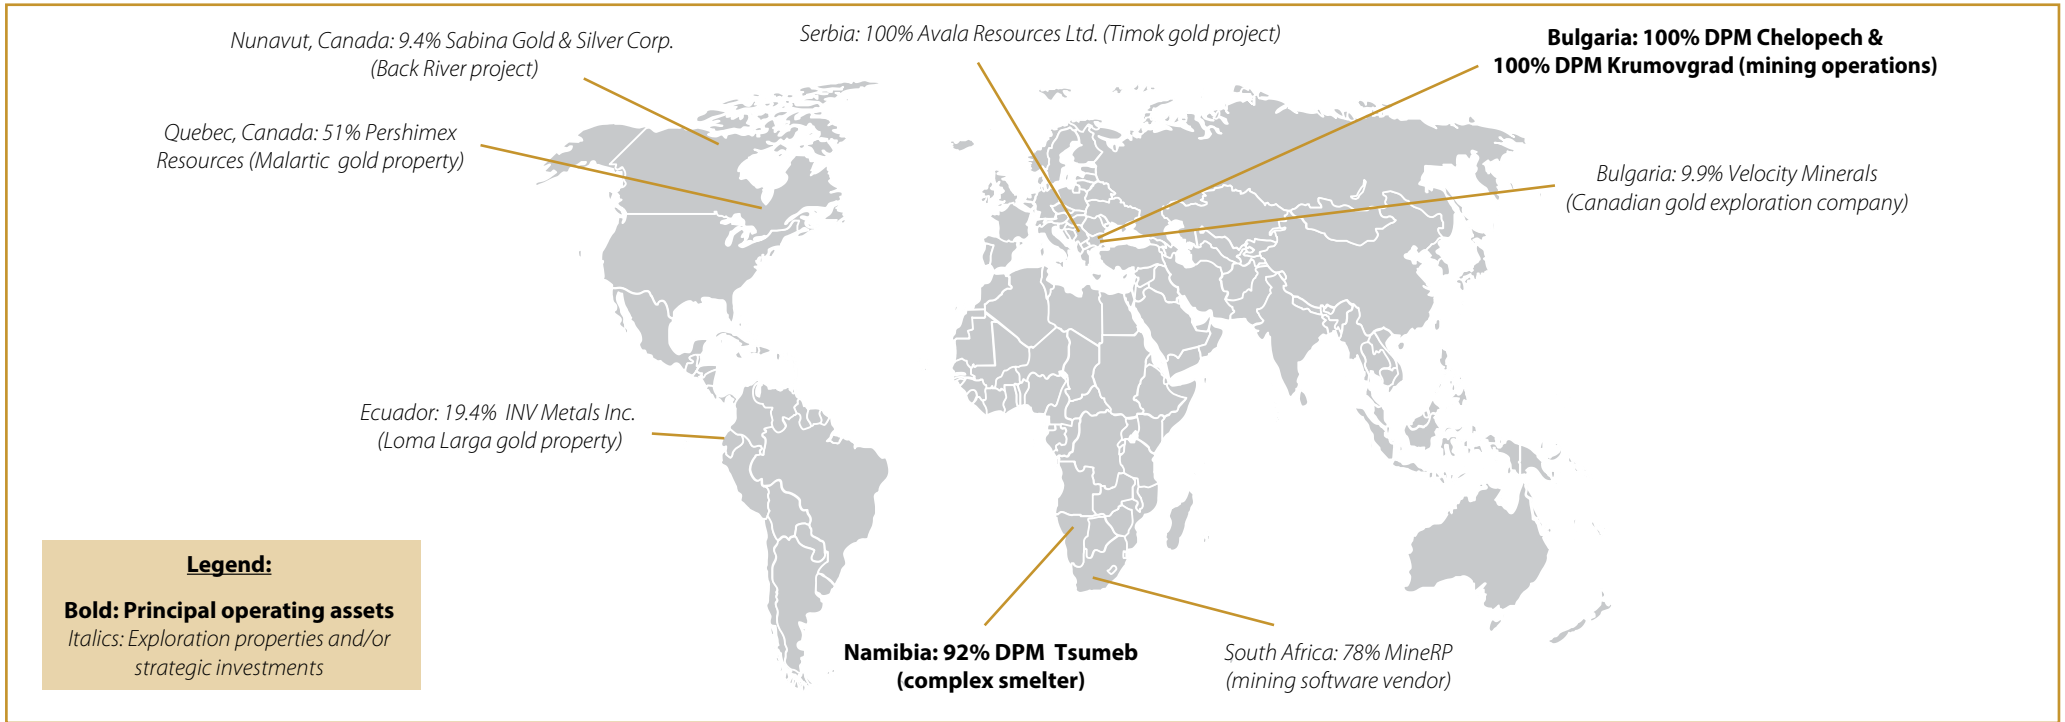 Nunavut, Canada: 9.4% Sabina Gold & Silver Corp.
(Back River project)
Serbia: 100% Avala Resources Ltd. (Timok gold project)
Bulgaria: 100% DPM Chelopech &
100% DPM Krumovgrad (mining operations)
Quebec, Canada: 51% Pershimex
Resources (Malartic gold property)
Bulgaria: 9.9% Velocity Minerals
(Canadian gold exploration company)
Ecuador: 19.4% INV Metals Inc.
(Loma Larga gold property)
Legend:
Bold: Principal operating assets
Italics: Exploration properties and/or
strategic investments
Namibia: 92% DPM Tsumeb
(complex smelter)
South Africa: 78% MineRP
(mining software vendor)